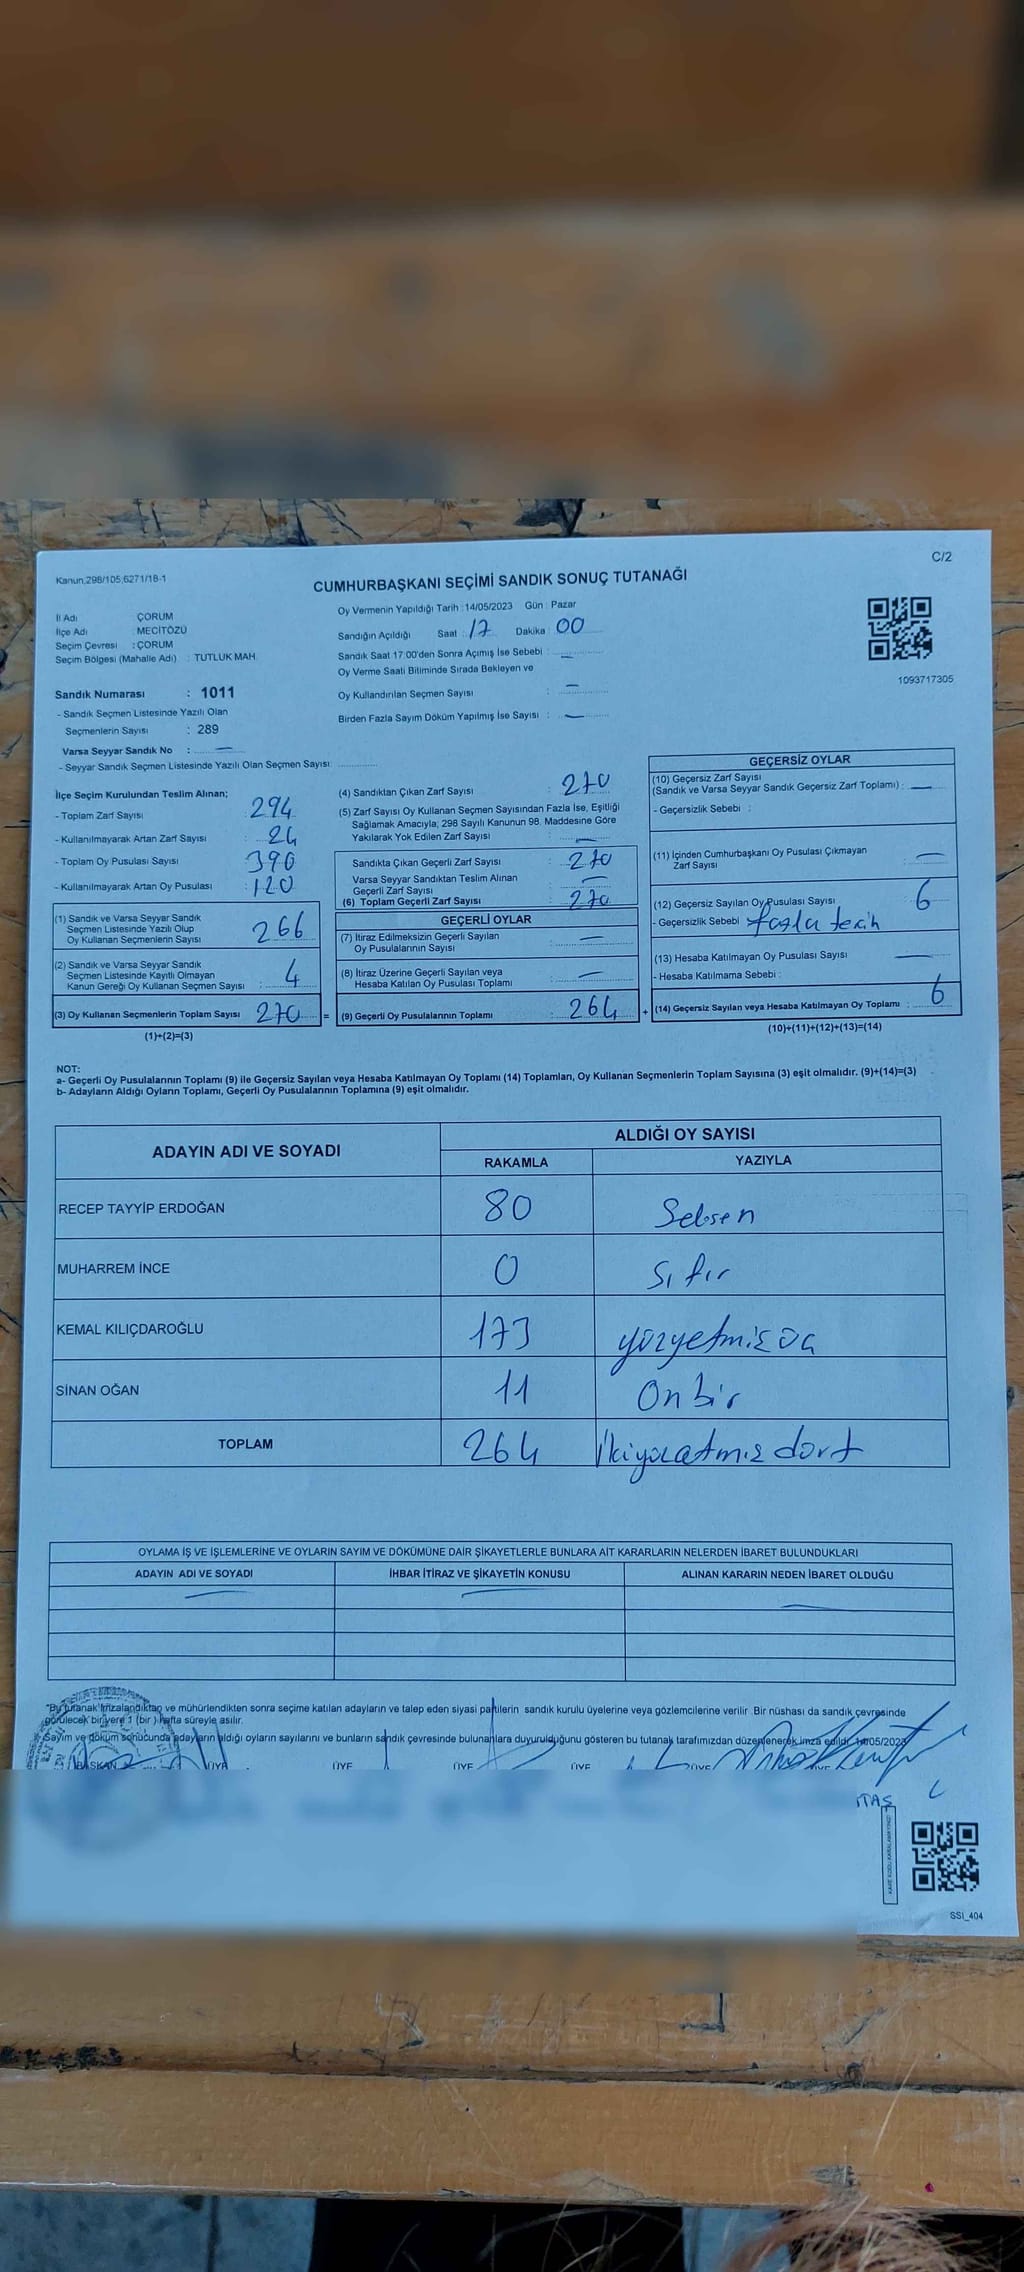 C/2
Kanun;298/105;6271/18-1
CUMHURBAŞKANI SEÇİMİ SANDIK SONUÇ TUTANAĞI
İl Adı : ÇORUM
İlçe Adı : MECİTÖZÜ
Seçim Çevresi : ÇORUM
Seçim Bölgesi (Mahalle Adı) : TUTLUK MAH.
Sandık Numarası : 1011
- Sandık Seçmen Listesinde Yazılı Olan
Seçmenlerin Sayısı : 289
Varsa Seyyar Sandık No : —
- Seyyar Sandık Seçmen Listesinde Yazılı Olan Seçmen Sayısı:
Oy Vermenin Yapıldığı Tarih : 14/05/2023 Gün : Pazar
Sandığın Açıldığı Saat : 17 Dakika : 00
Sandık Saat 17:00'den Sonra Açımış İse Sebebi : —
Oy Verme Saati Bitiminde Sırada Bekleyen ve
Oy Kullandırılan Seçmen Sayısı : —
Birden Fazla Sayım Döküm Yapılmış İse Sayısı : —
1093717305
İlçe Seçim Kurulundan Teslim Alınan;
- Toplam Zarf Sayısı : 294
- Kullanılmayarak Artan Zarf Sayısı : 24
- Toplam Oy Pusulası Sayısı : 390
- Kullanılmayarak Artan Oy Pusulası : 120
(1) Sandık ve Varsa Seyyar Sandık
Seçmen Listesinde Yazılı Olup
Oy Kullanan Seçmenlerin Sayısı : 266
(2) Sandık ve Varsa Seyyar Sandık
Seçmen Listesinde Kayıtlı Olmayan
Kanun Gereği Oy Kullanan Seçmen Sayısı : 4
(3) Oy Kullanan Seçmenlerin Toplam Sayısı : 270 =
(1)+(2)=(3)
(4) Sandıktan Çıkan Zarf Sayısı : 270
(5) Zarf Sayısı Oy Kullanan Seçmen Sayısından Fazla İse, Eşitliği
Sağlamak Amacıyla, 298 Sayılı Kanunun 98. Maddesine Göre
Yakılarak Yok Edilen Zarf Sayısı : —
Sandıkta Çıkan Geçerli Zarf Sayısı : 270
Varsa Seyyar Sandıktan Teslim Alınan
Geçerli Zarf Sayısı : —
(6) Toplam Geçerli Zarf Sayısı : 270
GEÇERLİ OYLAR
(7) İtiraz Edilmeksizin Geçerli Sayılan
Oy Pusulalarının Sayısı : —
(8) İtiraz Üzerine Geçerli Sayılan veya
Hesaba Katılan Oy Pusulası Toplamı : —
(9) Geçerli Oy Pusulalarının Toplamı : 264 +
GEÇERSİZ OYLAR
(10) Geçersiz Zarf Sayısı
(Sandık ve Varsa Seyyar Sandık Geçersiz Zarf Toplamı) : —
- Geçersizlik Sebebi :
(11) İçinden Cumhurbaşkanı Oy Pusulası Çıkmayan
Zarf Sayısı : —
(12) Geçersiz Sayılan Oy Pusulası Sayısı : 6
- Geçersizlik Sebebi : fazla tercih
(13) Hesaba Katılmayan Oy Pusulası Sayısı : —
- Hesaba Katılmama Sebebi :
(14) Geçersiz Sayılan veya Hesaba Katılmayan Oy Toplamı : 6
(10)+(11)+(12)+(13)=(14)
NOT:
a- Geçerli Oy Pusulalarının Toplamı (9) ile Geçersiz Sayılan veya Hesaba Katılmayan Oy Toplamı (14) Toplamları, Oy Kullanan Seçmenlerin Toplam Sayısına (3) eşit olmalıdır. (9)+(14)=(3)
b- Adayların Aldığı Oyların Toplamı, Geçerli Oy Pusulalarının Toplamına (9) eşit olmalıdır.
ADAYIN ADI VE SOYADI ALDIĞI OY SAYISI
RAKAMLA YAZIYLA
RECEP TAYYİP ERDOĞAN 80 Seksen
MUHARREM İNCE 0 Sıfır
KEMAL KILIÇDAROĞLU 173 yüzyetmişüç
SİNAN OĞAN 11 Onbir
TOPLAM 264 İkiyüzatmış dört
OYLAMA İŞ VE İŞLEMLERİNE VE OYLARIN SAYIM VE DÖKÜMÜNE DAİR ŞİKAYETLERLE BUNLARA AİT KARARLARIN NELERDEN İBARET BULUNDUKLARI
ADAYIN ADI VE SOYADI İHBAR İTİRAZ VE ŞİKAYETİN KONUSU ALINAN KARARIN NEDEN İBARET OLDUĞU
— — —
"Bu tutanak imzalandıktan ve mühürlendikten sonra seçime katılan adayların ve talep eden siyasi partilerin sandık kurulu üyelerine veya gözlemcilerine verilir. Bir nüshası da sandık çevresinde
görülecek bir yere 1 (bir ) hafta süreyle asılır.
Sayım ve döküm sonucunda adayların aldığı oyların sayılarını ve bunların sandık çevresinde bulunanlara duyurulduğunu gösteren bu tutanak tarafımızdan düzenlenerek imza edildi. 14/05/2023
BAŞKAN ÜYE ÜYE ÜYE ÜYE ÜYE ÜYE
SSI_404